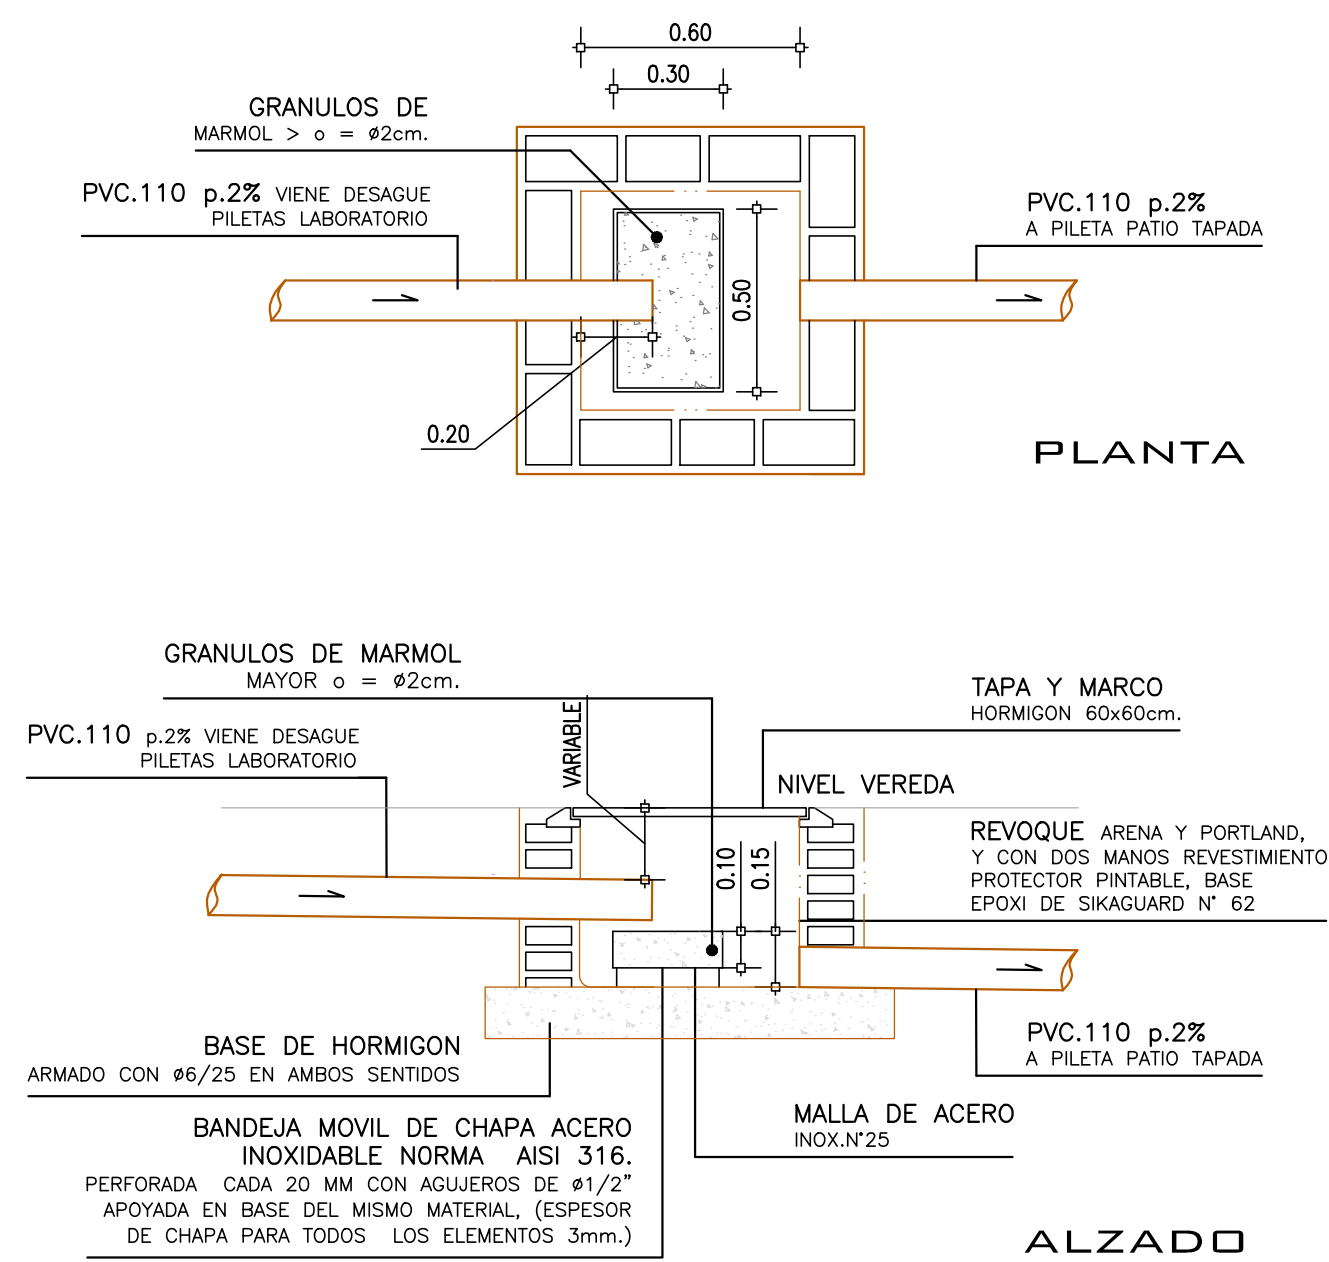 0.60
0.30
GRANULOS DE
MARMOL > o = ø2cm.
PVC.110 p.2% VIENE DESAGUE
PILETAS LABORATORIO
PVC.110 p.2%
A PILETA PATIO TAPADA
0.50
0.20
PLANTA
GRANULOS DE MARMOL
MAYOR o = ø2cm.
TAPA Y MARCO
HORMIGON 60x60cm.
PVC.110 p.2% VIENE DESAGUE
PILETAS LABORATORIO
VARIABLE
NIVEL VEREDA
REVOQUE ARENA Y PORTLAND,
Y CON DOS MANOS REVESTIMIENTO
PROTECTOR PINTABLE, BASE
EPOXI DE SIKAGUARD N° 62
0.10
0.15
BASE DE HORMIGON
ARMADO CON ø6/25 EN AMBOS SENTIDOS
PVC.110 p.2%
A PILETA PATIO TAPADA
BANDEJA MOVIL DE CHAPA ACERO
INOXIDABLE NORMA AISI 316.
PERFORADA CADA 20 MM CON AGUJEROS DE ø1/2”
APOYADA EN BASE DEL MISMO MATERIAL, (ESPESOR
DE CHAPA PARA TODOS LOS ELEMENTOS 3mm.)
MALLA DE ACERO
INOX.N°25
ALZADO